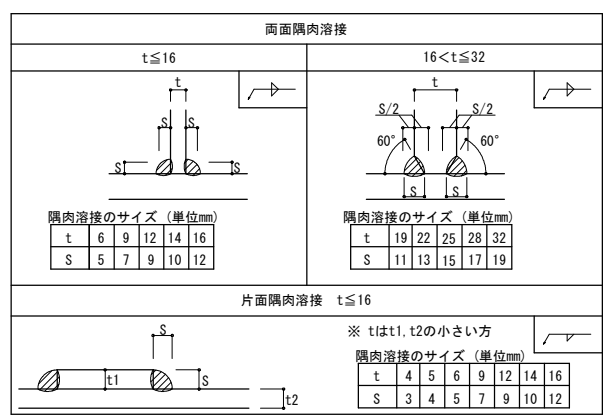 両面隅肉溶接
t≦16
16<t≦32
t
S
S
S
S
隅肉溶接のサイズ (単位mm)
t 6 9 12 14 16
S 5 7 9 10 12
t
S/2
S/2
60°
60°
S
S
隅肉溶接のサイズ (単位mm)
t 19 22 25 28 32
S 11 13 15 17 19
片面隅肉溶接 t≦16
S
t1
S
t2
※ tはt1,t2の小さい方
隅肉溶接のサイズ (単位mm)
t 4 5 6 9 12 14 16
S 3 4 5 7 9 10 12